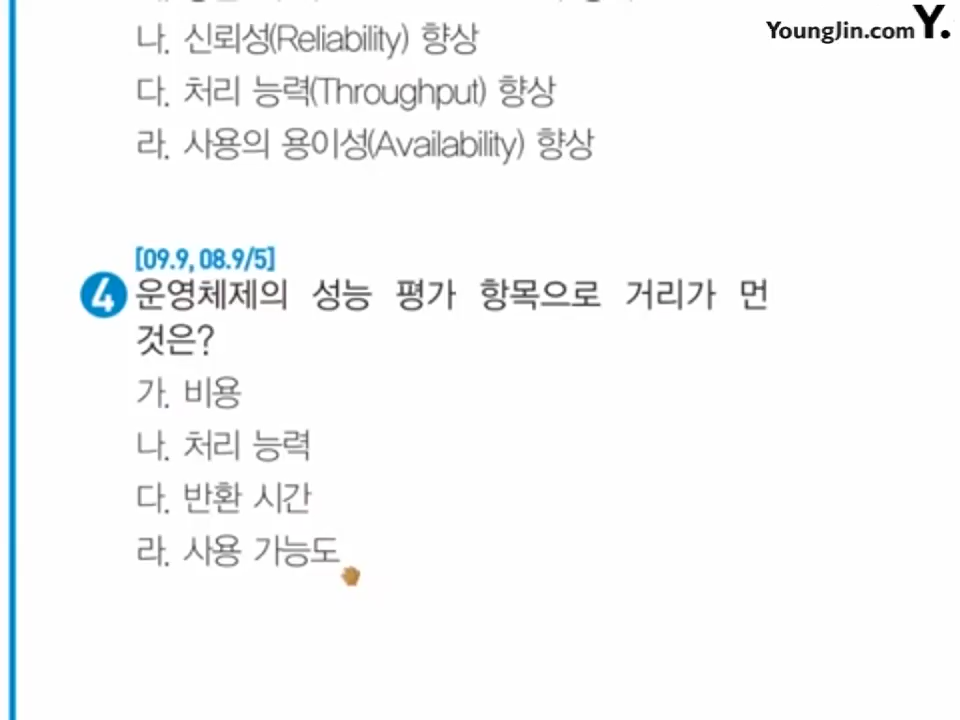 YoungJin.com Y.
나. 신뢰성(Reliability) 향상
다. 처리 능력(Throughput) 향상
라. 사용의 용이성(Availability) 향상
[09.9, 08.9/5]
4 운영체제의 성능 평가 항목으로 거리가 먼
것은?
가. 비용
나. 처리 능력
다. 반환 시간
라. 사용 가능도